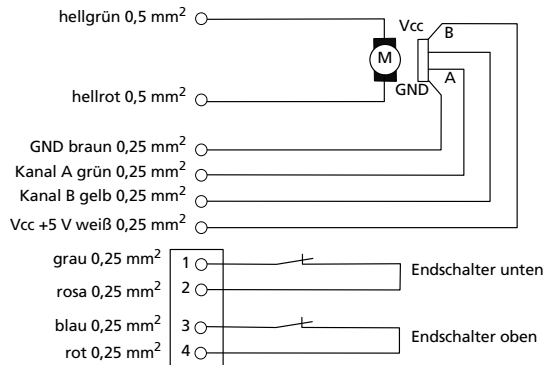 hellgrün 0,5 mm²
Vcc
B
M
hellrot 0,5 mm²
GND
A
GND braun 0,25 mm²
Kanal A grün 0,25 mm²
Kanal B gelb 0,25 mm²
Vcc +5 V weiß 0,25 mm²
grau 0,25 mm²
1
Endschalter unten
rosa 0,25 mm²
2
blau 0,25 mm²
3
Endschalter oben
rot 0,25 mm²
4